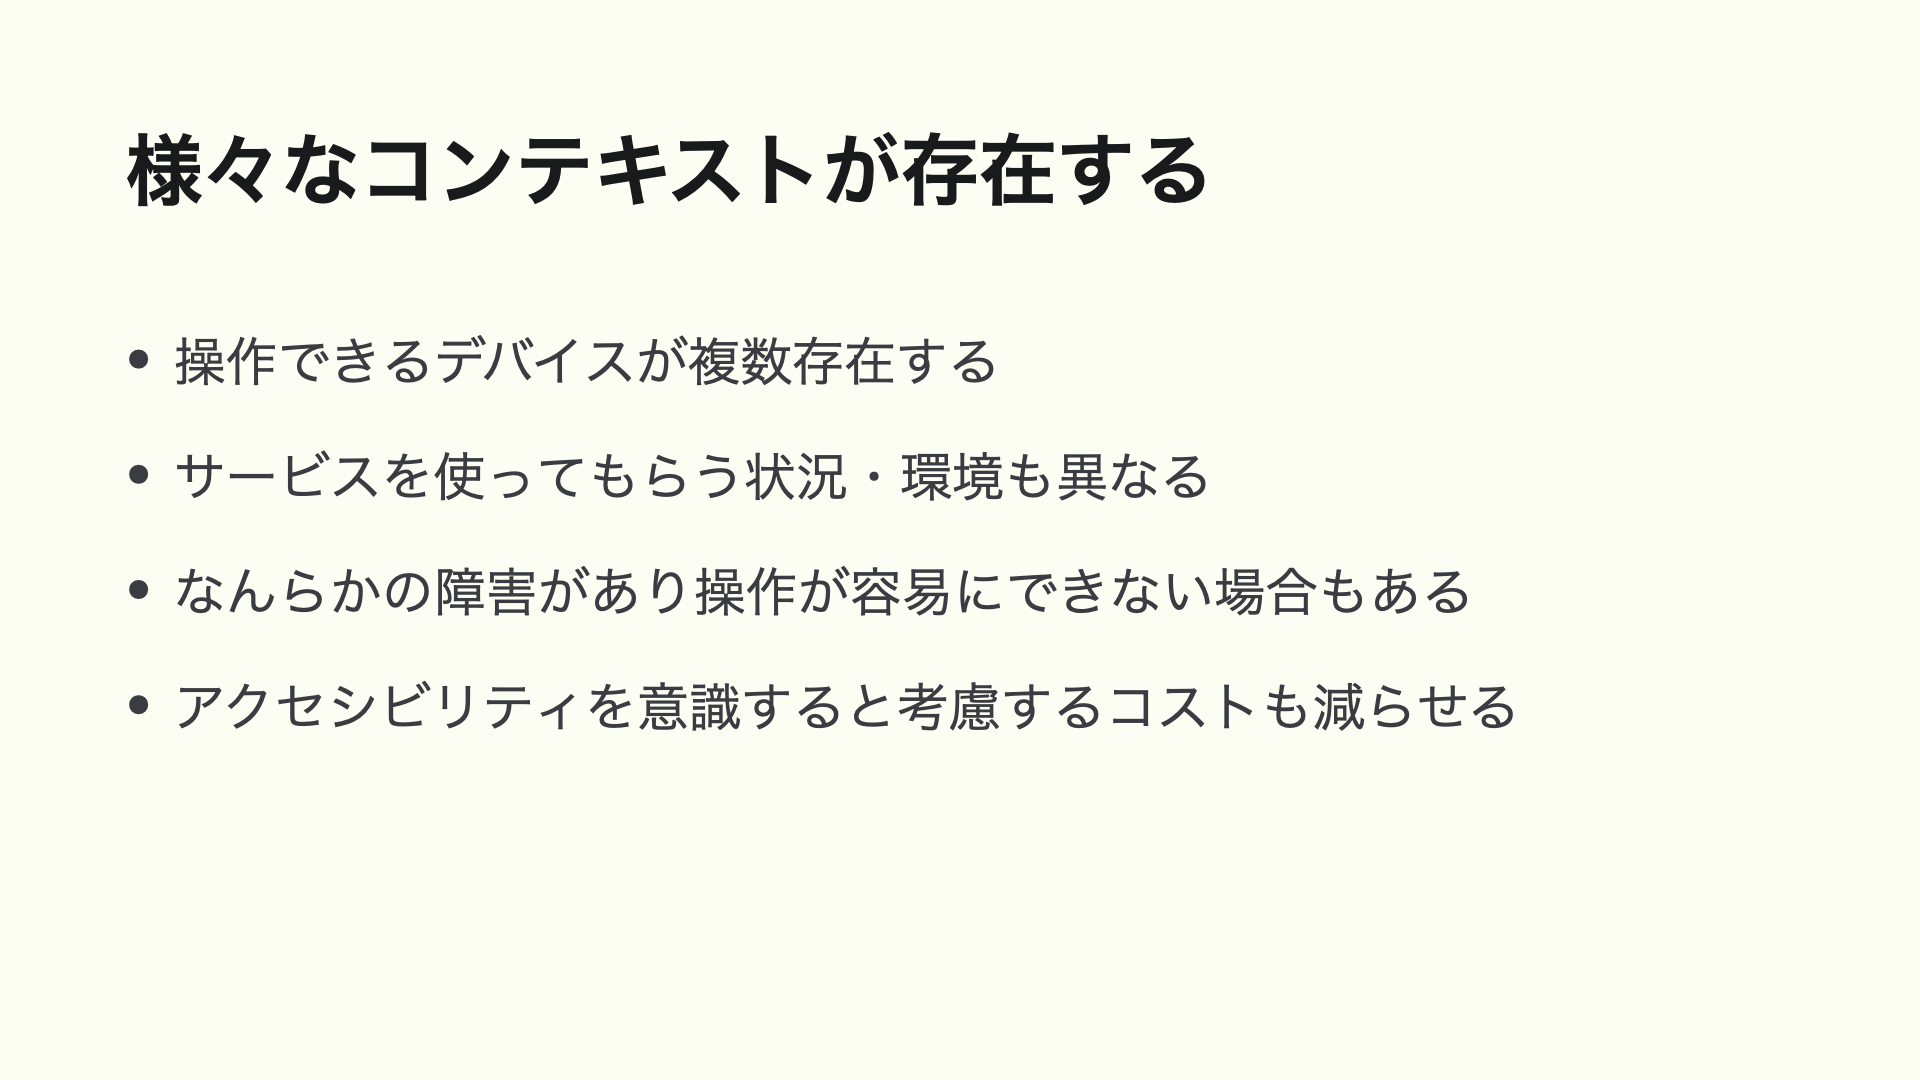 様々なコンテキストが存在する
• 操作できるデバイスが複数存在する
• サービスを使ってもらう状況・環境も異なる
• なんらかの障害があり操作が容易にできない場合もある
• アクセシビリティを意識すると考慮するコストも減らせる